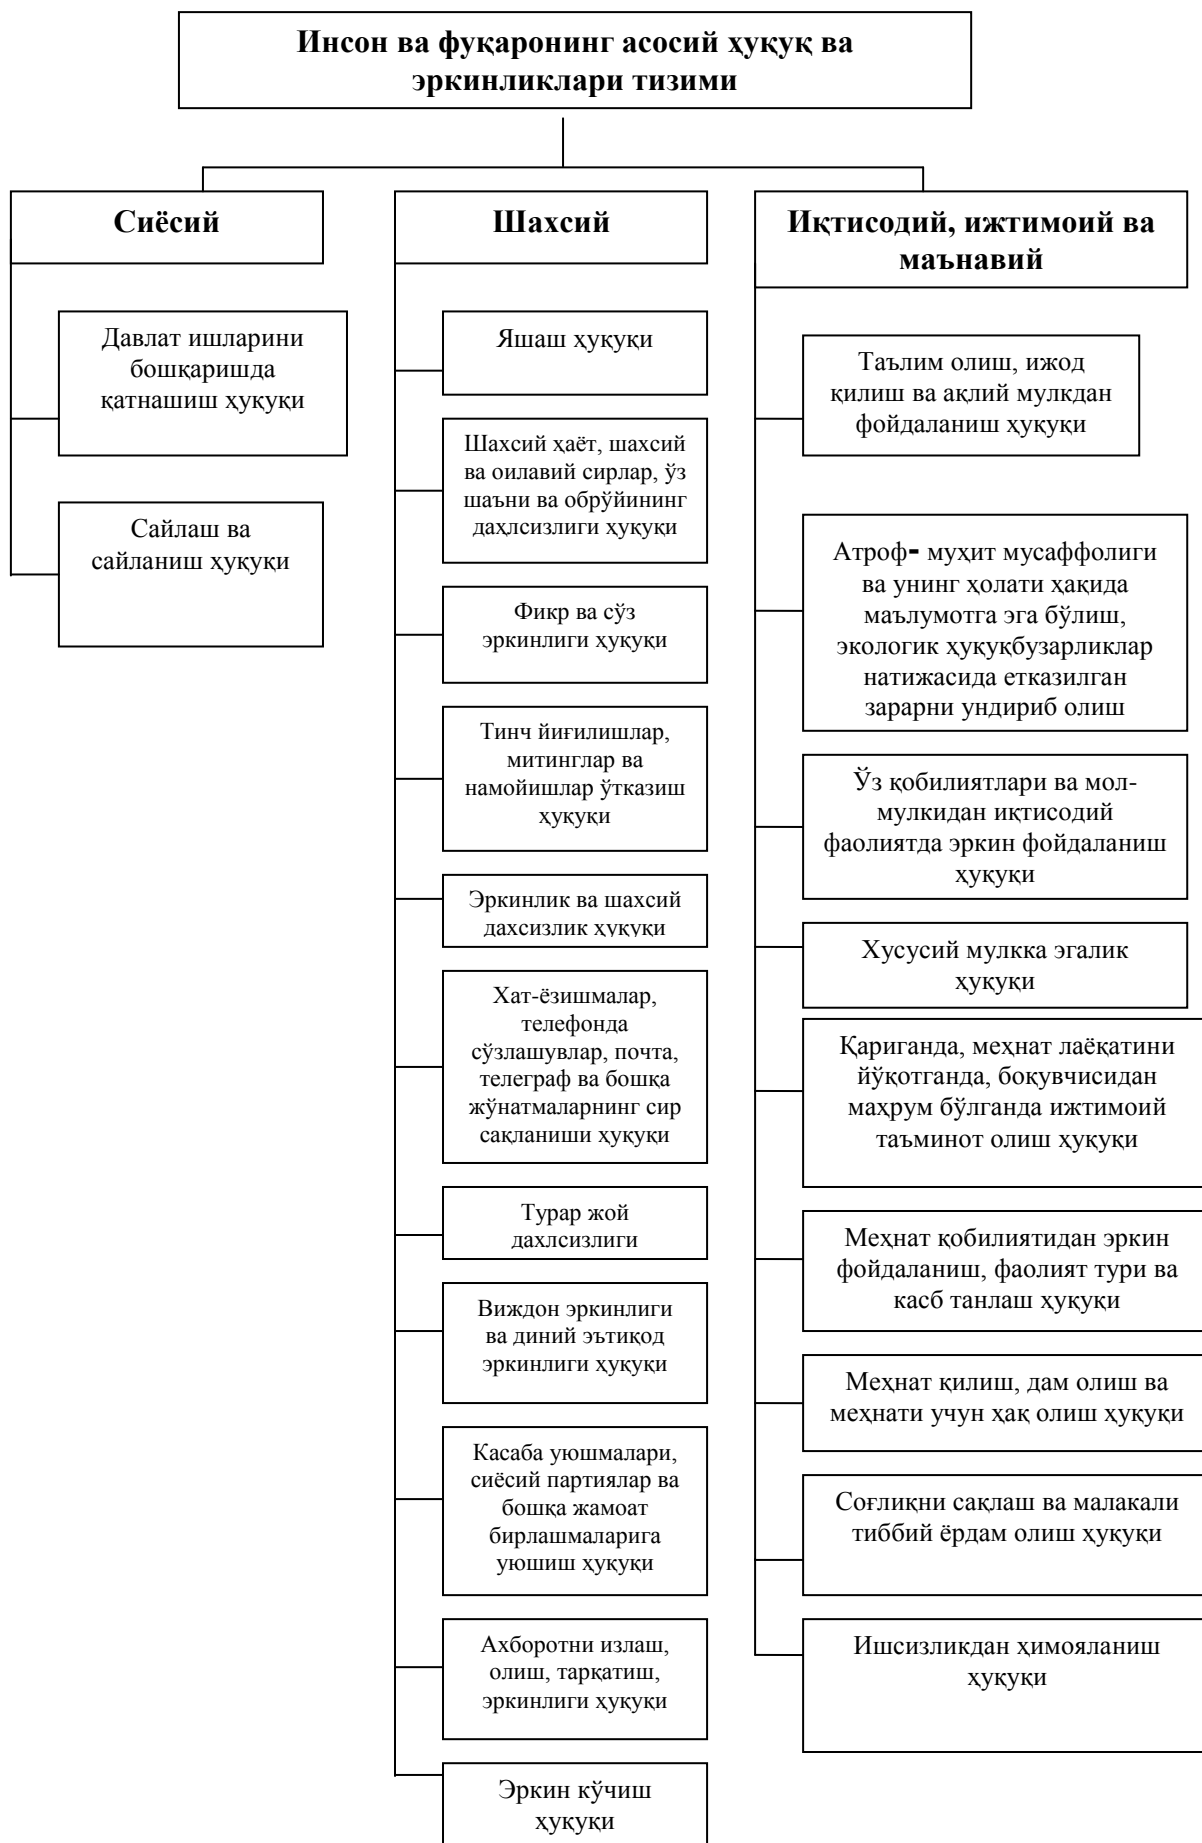 Инсон ва фуқаронинг асосий ҳуқуқ ва
эркинликлари тизими
Сиёсий
Давлат ишларини
бошқаришда
қатнашиш ҳуқуқи
Сайлаш ва
сайланиш ҳуқуқи
Шахсий
Яшаш ҳуқуқи
Шахсий ҳаёт, шахсий
ва оилавий сирлар, ўз
шаъни ва обрўйининг
даҳлсизлиги ҳуқуқи
Фикр ва сўз
эркинлиги ҳуқуқи
Тинч йиғилишлар,
митинглар ва
намойишлар ўтказиш
ҳуқуқи
Эркинлик ва шахсий
дахсизлик ҳуқуқи
Хат-ёзишмалар,
телефонда
сўзлашувлар, почта,
телеграф ва бошқа
жўнатмаларнинг сир
сақланиши ҳуқуқи
Турар жой
дахлсизлиги
Виждон эркинлиги
ва диний эътиқод
эркинлиги ҳуқуқи
Касаба уюшмалари,
сиёсий партиялар ва
бошқа жамоат
бирлашмаларига
уюшиш ҳуқуқи
Ахборотни излаш,
олиш, тарқатиш,
эркинлиги ҳуқуқи
Эркин кўчиш
ҳуқуқи
Иқтисодий, ижтимоий ва
маънавий
Таълим олиш, ижод
қилиш ва ақлий мулкдан
фойдаланиш ҳуқуқи
Атроф- муҳит мусаффолиги
ва унинг ҳолати ҳақида
маълумотга эга бўлиш,
экологик ҳуқуқбузарликлар
натижасида етказилган
зарарни ундириб олиш
Ўз қобилиятлари ва мол-
мулкидан иқтисодий
фаолиятда эркин фойдаланиш
ҳуқуқи
Хусусий мулкка эгалик
ҳуқуқи
Қариганда, меҳнат лаёқатини
йўқотганда, боқувчисидан
маҳрум бўлганда ижтимоий
таъминот олиш ҳуқуқи
Меҳнат қобилиятидан эркин
фойдаланиш, фаолият тури ва
касб танлаш ҳуқуқи
Меҳнат қилиш, дам олиш ва
меҳнати учун ҳақ олиш ҳуқуқи
Соғлиқни сақлаш ва малакали
тиббий ёрдам олиш ҳуқуқи
Ишсизликдан ҳимояланиш
ҳуқуқи